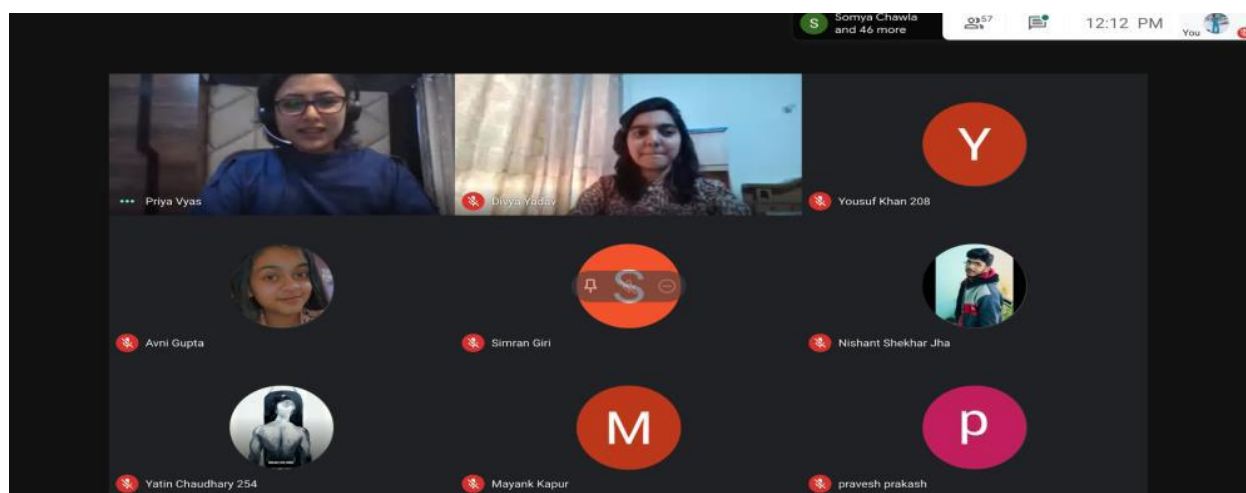 S Somya Chawla
and 46 more
57
12:12 PM
You
Priya Vyas
Divya Yadav
Y
Yousuf Khan 208
Avni Gupta
S
Simran Giri
Nishant Shekhar Jha
Yatin Chaudhary 254
M
Mayank Kapur
p
pravesh prakash